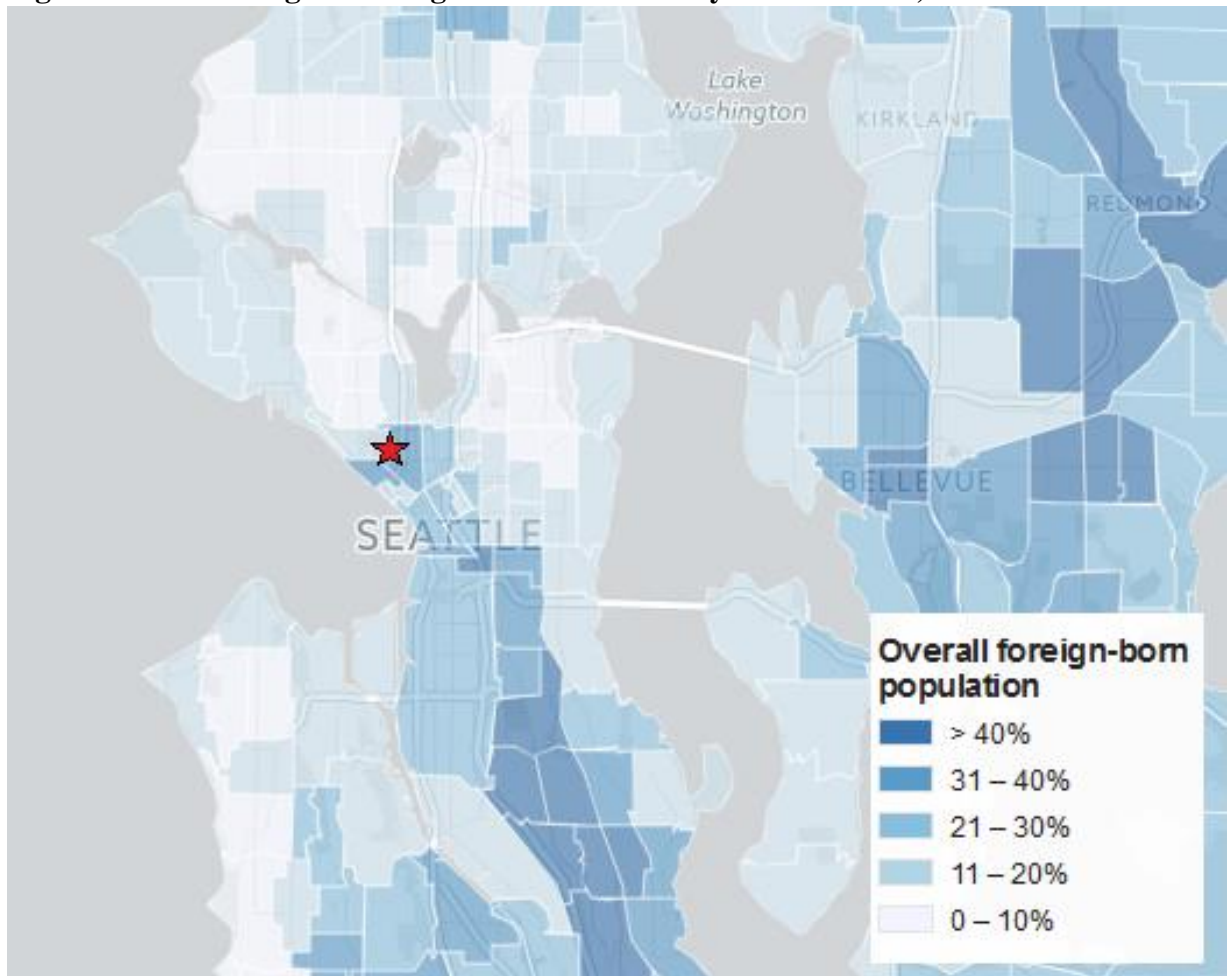 Lake
Washington
KIRKLAND
REDMOND
BELLEVUE
SEATTLE
Overall foreign-born
population
> 40%
31 – 40%
21 – 30%
11 – 20%
0 – 10%